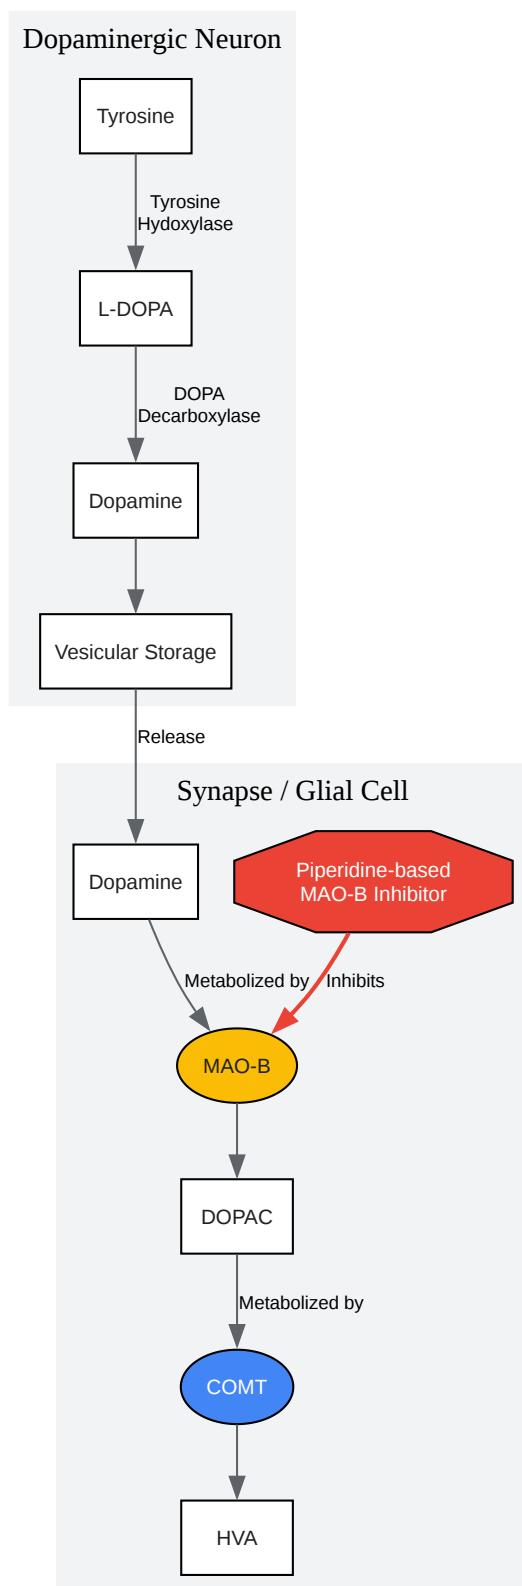 Dopaminergic Neuron
Tyrosine
Tyrosine
Hydoxylase
L-DOPA
DOPA
Decarboxylase
Dopamine
Vesicular Storage
Release
Synapse / Glial Cell
Dopamine
Piperidine-based
MAO-B Inhibitor
Metabolized by
Inhibits
MAO-B
DOPAC
Metabolized by
COMT
HVA